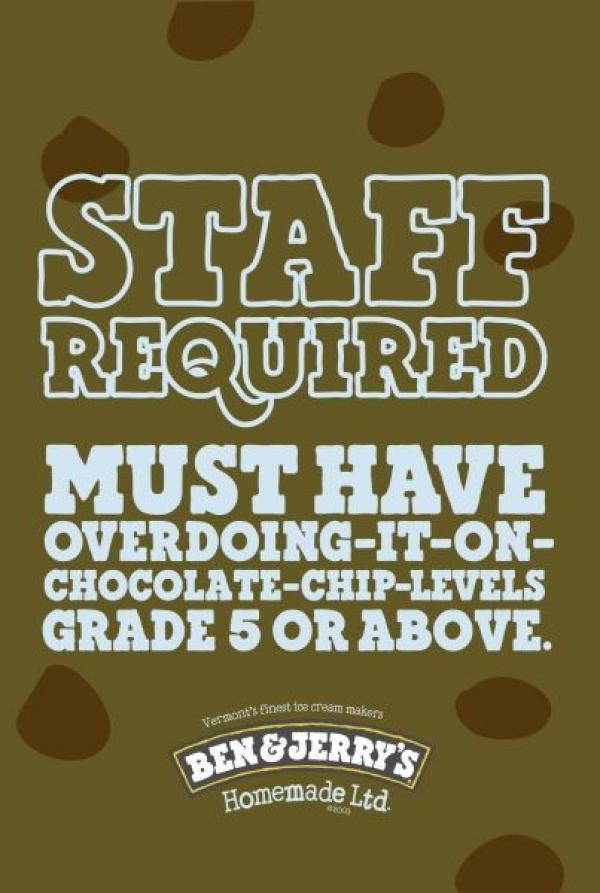 STAFF
REQUIRED
MUST HAVE
OVERDOING-IT-ON-
CHOCOLATE-CHIP-LEVELS
GRADE 5 OR ABOVE.
Vermont's finest ice cream makers
BEN & JERRY'S
Homemade Ltd.